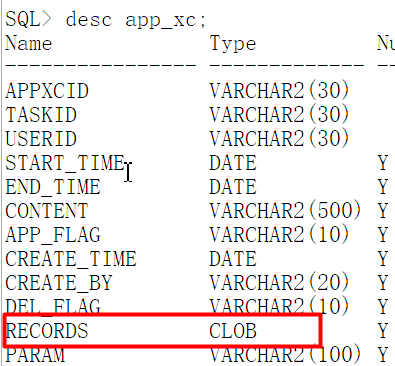 SQL> desc app_xc;
Name Type Nu
---------------- ------------- --
APPXCID VARCHAR2(30)
TASKID VARCHAR2(30)
USERID VARCHAR2(30)
START_TIME DATE Y
END_TIME DATE Y
CONTENT VARCHAR2(500) Y
APP_FLAG VARCHAR2(10) Y
CREATE_TIME DATE Y
CREATE_BY VARCHAR2(20) Y
DEL_FLAG VARCHAR2(10) Y
RECORDS CLOB Y
PARAM VARCHAR2(100) Y